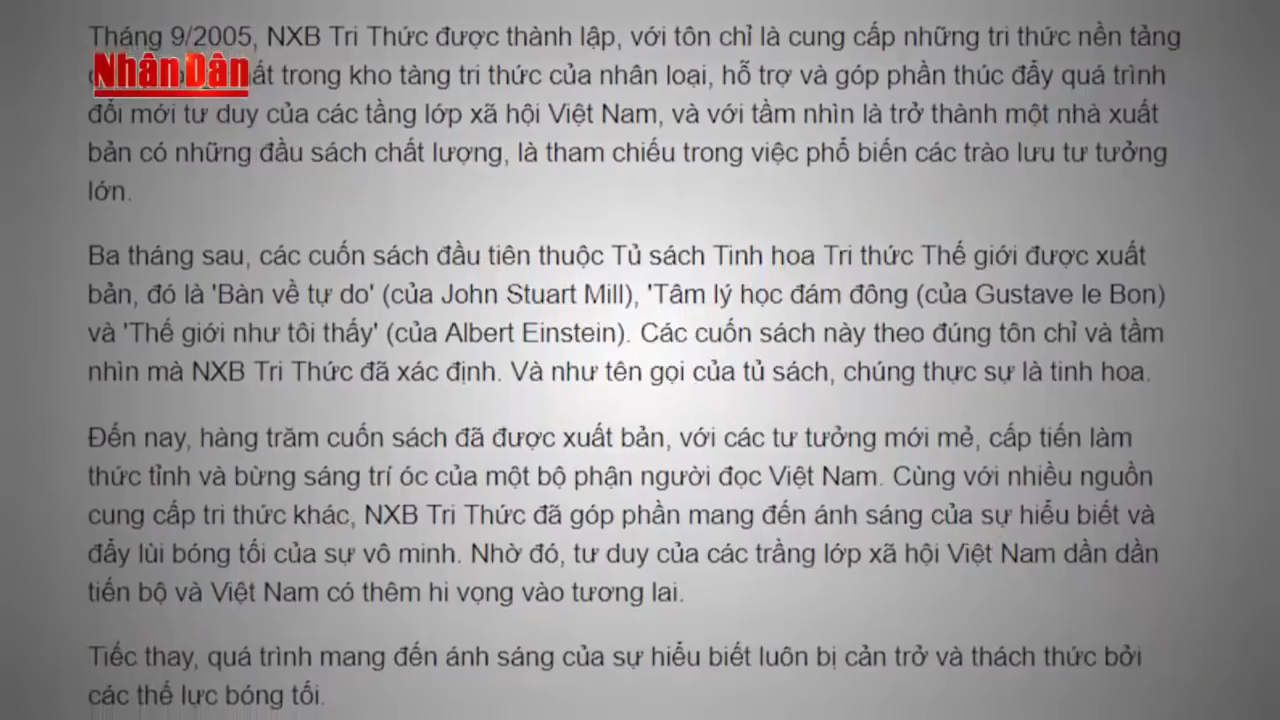 Tháng 9/2005, NXB Tri Thức được thành lập, với tôn chỉ là cung cấp những tri thức nền tảng
Nhân Dân
ất trong kho tàng tri thức của nhân loại, hỗ trợ và góp phần thúc đẩy quá trình
đổi mới tư duy của các tầng lớp xã hội Việt Nam, và với tầm nhìn là trở thành một nhà xuất
bản có những đầu sách chất lượng, là tham chiếu trong việc phổ biến các trào lưu tư tưởng
lớn.
Ba tháng sau, các cuốn sách đầu tiên thuộc Tủ sách Tinh hoa Tri thức Thế giới được xuất
bản, đó là 'Bàn về tự do' (của John Stuart Mill), 'Tâm lý học đám đông (của Gustave le Bon)
và 'Thế giới như tôi thấy' (của Albert Einstein). Các cuốn sách này theo đúng tôn chỉ và tầm
nhìn mà NXB Tri Thức đã xác định. Và như tên gọi của tủ sách, chúng thực sự là tinh hoa.
Đến nay, hàng trăm cuốn sách đã được xuất bản, với các tư tưởng mới mẻ, cấp tiến làm
thức tỉnh và bừng sáng trí óc của một bộ phận người đọc Việt Nam. Cùng với nhiều nguồn
cung cấp tri thức khác, NXB Tri Thức đã góp phần mang đến ánh sáng của sự hiểu biết và
đẩy lùi bóng tối của sự vô minh. Nhờ đó, tư duy của các trầng lớp xã hội Việt Nam dần dần
tiến bộ và Việt Nam có thêm hi vọng vào tương lai.
Tiếc thay, quá trình mang đến ánh sáng của sự hiểu biết luôn bị cản trở và thách thức bởi
các thế lực bóng tối.